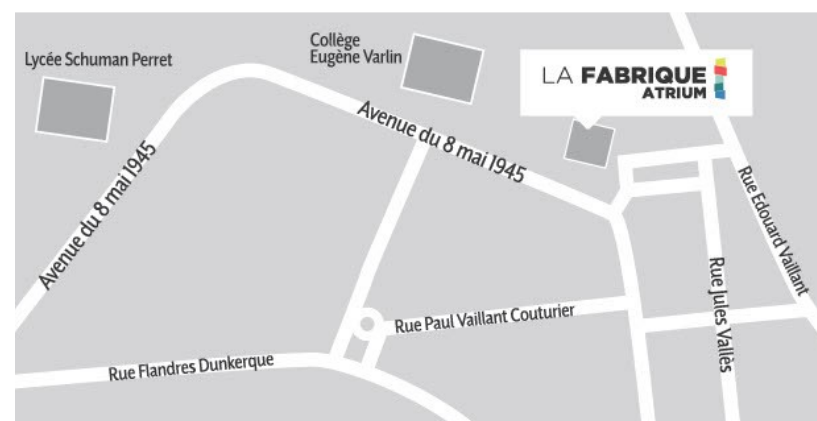 Lycée Schuman Perret
Collège
Eugène Varlin
LA FABRIQUE
ATRIUM
Avenue du 8 mai 1945
Avenue du 8 mai 1945
Rue Edouard Vaillant
Rue Jules Vallès
Rue Paul Vaillant Couturier
Rue Flandres Dunkerque